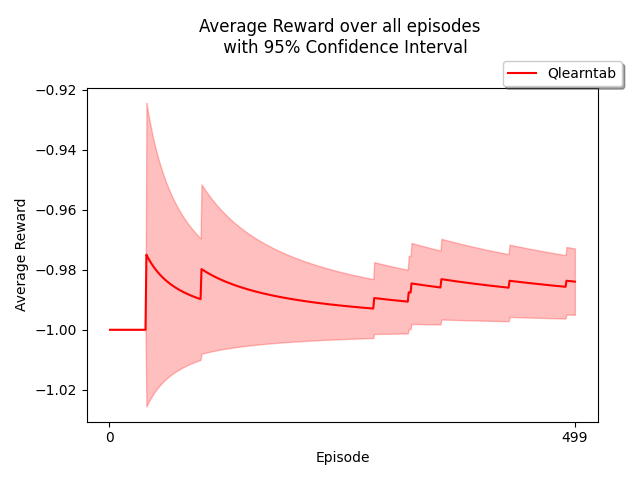 Average Reward over all episodes
with 95% Confidence Interval
Qlearntab
−0.92
−0.94
−0.96
−0.98
−1.00
−1.02
Average Reward
0
499
Episode